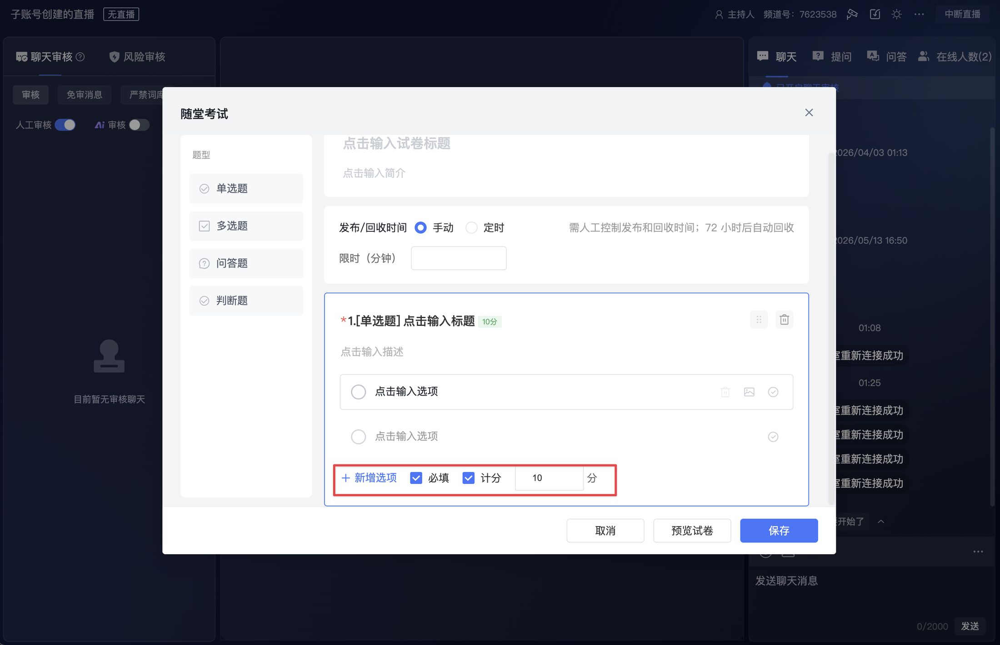 子账号创建的直播 无直播
主持人 频道号：7623538 中断直播
聊天审核 风险审核
聊天 提问 问答 在线人数(2)
审核 免审消息 严禁词库
已开启聊天审核
人工审核 Ai 审核
目前暂无审核聊天
随堂考试
题型
单选题
多选题
问答题
判断题
点击输入试卷标题
点击输入简介
发布/回收时间 手动 定时 需人工控制发布和回收时间；72 小时后自动回收
限时（分钟）
*1.[单选题] 点击输入标题 10分
点击输入描述
点击输入选项
点击输入选项
+ 新增选项 必填 计分 10 分
取消 预览试卷 保存
026/04/03 01:13
026/05/13 16:50
01:08
重新连接成功
01:25
重新连接成功
重新连接成功
重新连接成功
重新连接成功
开始了
发送聊天消息
0/2000 发送